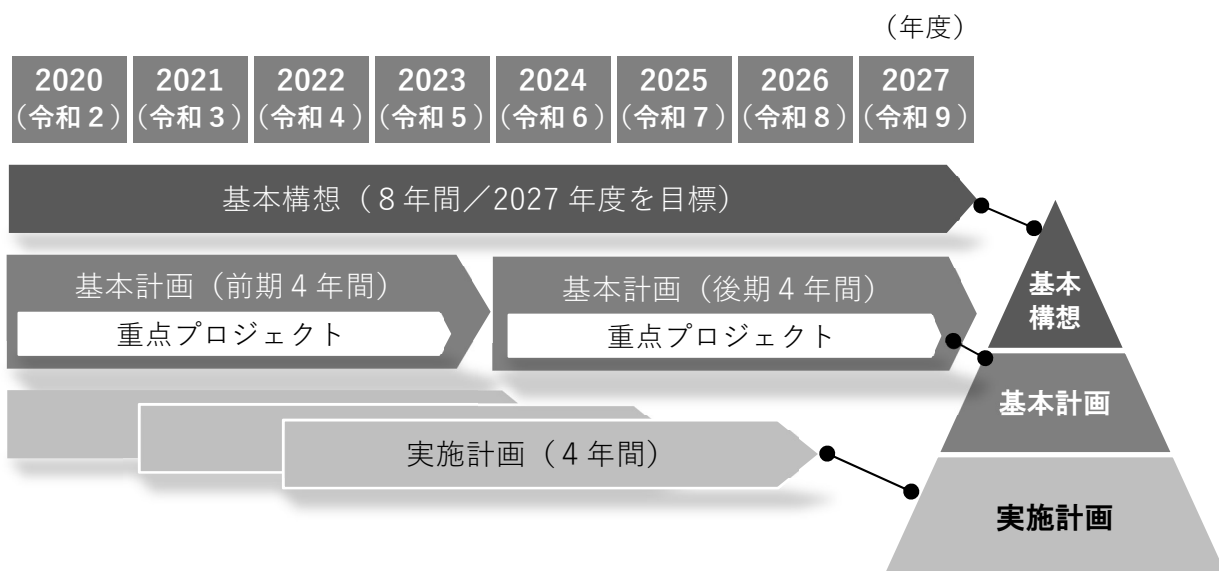 （年度）
2020 2021 2022 2023 2024 2025 2026 2027
（令和２） （令和３） （令和４） （令和５） （令和６） （令和７） （令和８） （令和９）
基本構想（８年間／2027 年度を目標）
基本計画（前期４年間）
重点プロジェクト
基本計画（後期４年間）
重点プロジェクト
実施計画（４年間）
基本
構想
基本計画
実施計画